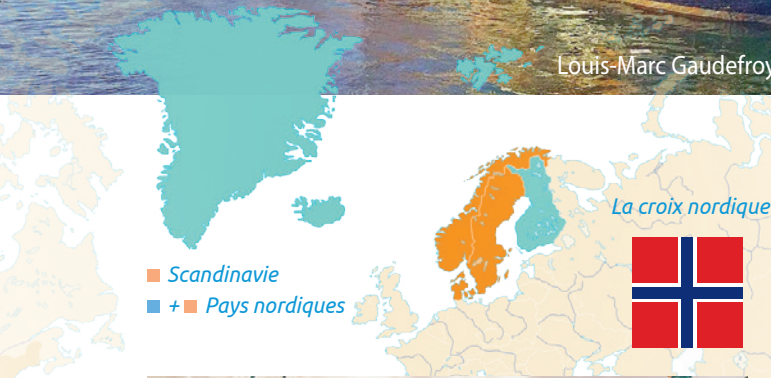 Louis-Marc Gaudefroy
La croix nordique
Scandinavie
+ Pays nordiques